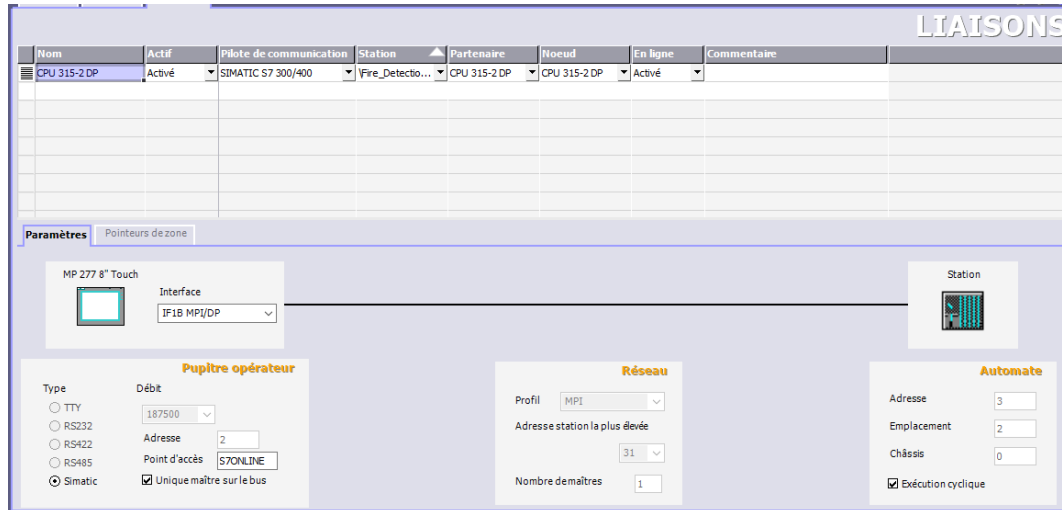 LIAISONS
Nom Actif Pilote de communication Station Partenaire Noeud En ligne Commentaire
CPU 315-2 DP Activé SIMATIC S7 300/400 \Fire_Detectio... CPU 315-2 DP CPU 315-2 DP Activé
Paramètres Pointeurs de zone
MP 277 8" Touch
Interface
IF1B MPI/DP
Station
Pupitre opérateur
Type Débit
TTY
187500
RS232
RS422
Adresse 2
RS485
Point d'accès S7ONLINE
Simatic
Unique maître sur le bus
Réseau
Profil MPI
Adresse station la plus élevée
31
Nombre de maîtres 1
Automate
Adresse 3
Emplacement 2
Châssis 0
Exécution cyclique